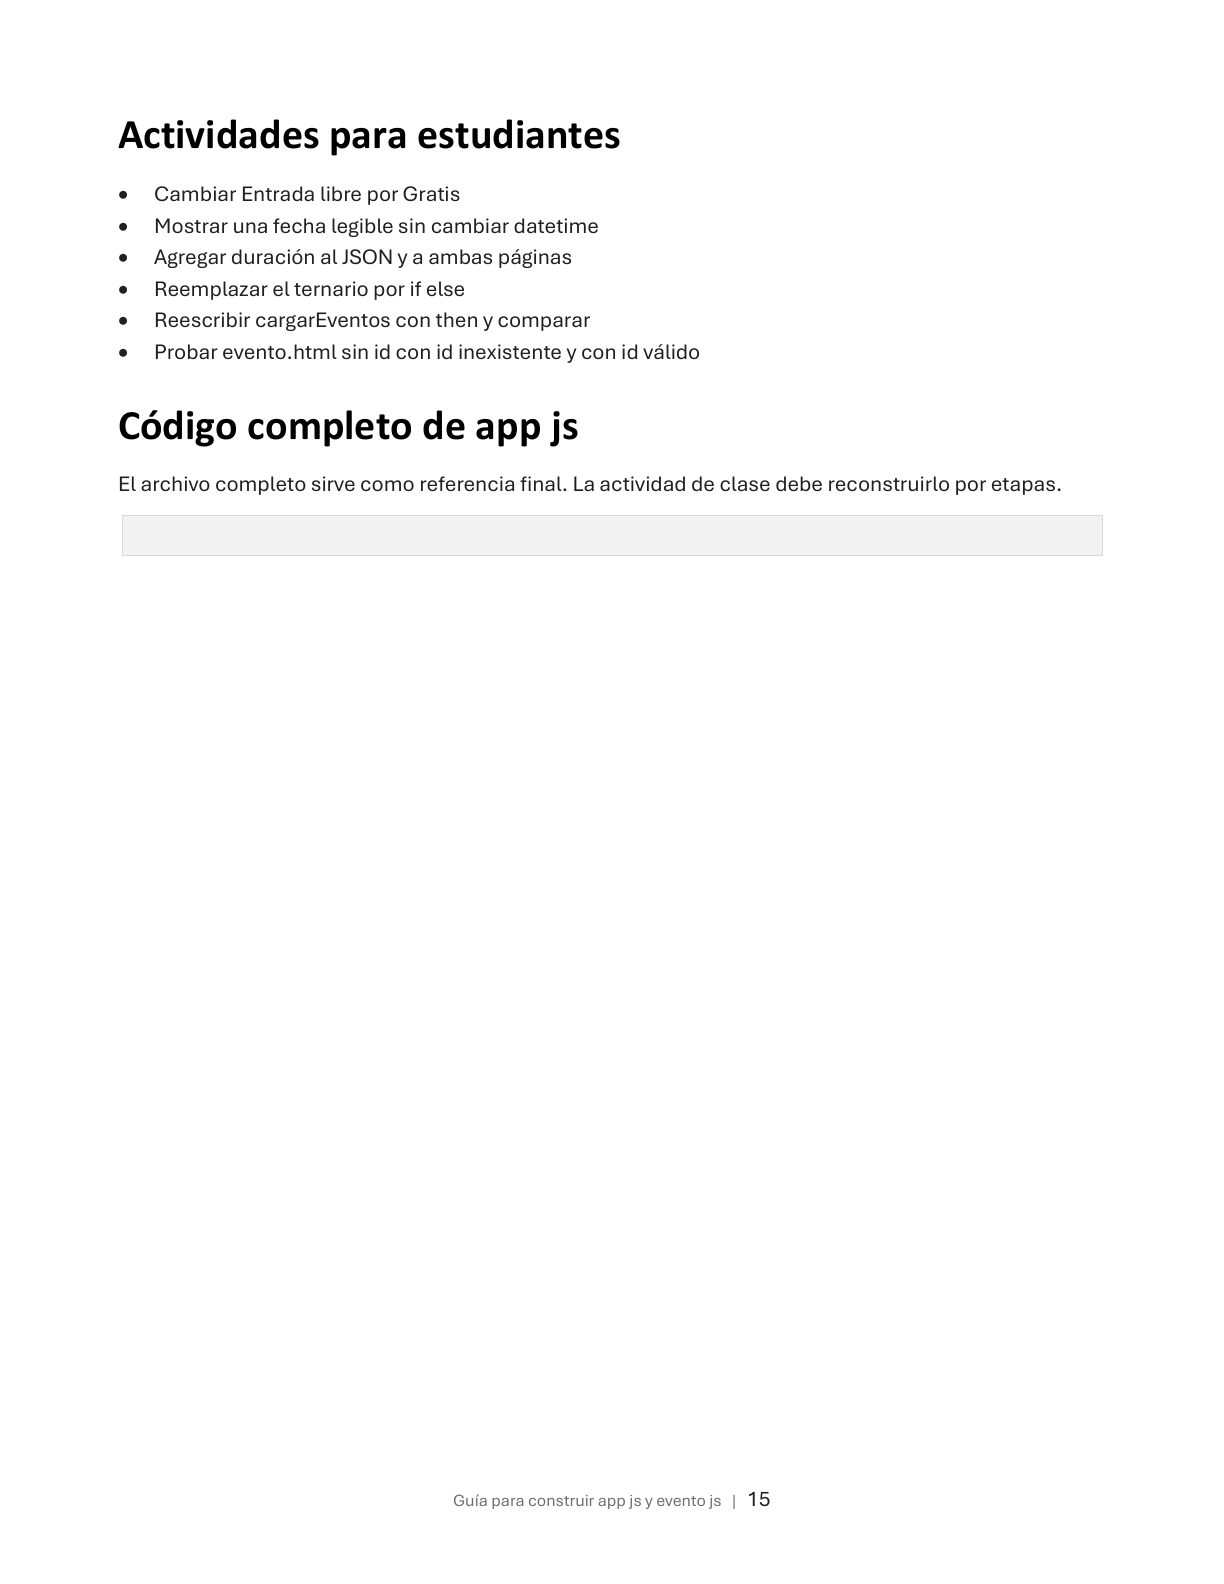 Actividades para estudiantes
• Cambiar Entrada libre por Gratis
• Mostrar una fecha legible sin cambiar datetime
• Agregar duración al JSON y a ambas páginas
• Reemplazar el ternario por if else
• Reescribir cargarEventos con then y comparar
• Probar evento.html sin id con id inexistente y con id válido
Código completo de app js
El archivo completo sirve como referencia final. La actividad de clase debe reconstruirlo por etapas.
Guía para construir app js y evento js | 15